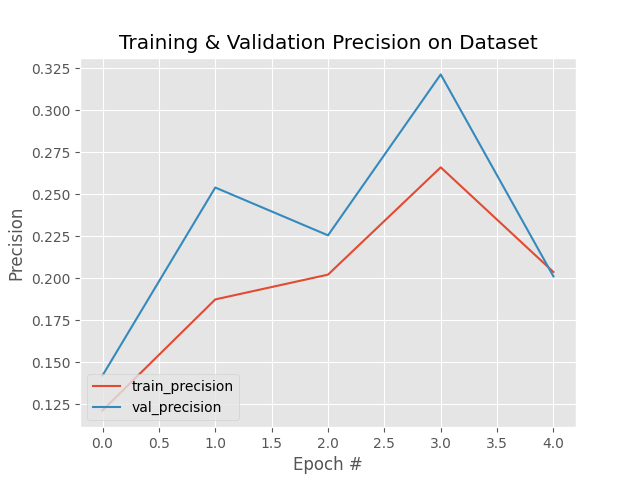 Training & Validation Precision on Dataset
Precision
0.325
0.300
0.275
0.250
0.225
0.200
0.175
0.150
0.125
train_precision
val_precision
0.0 0.5 1.0 1.5 2.0 2.5 3.0 3.5 4.0
Epoch #